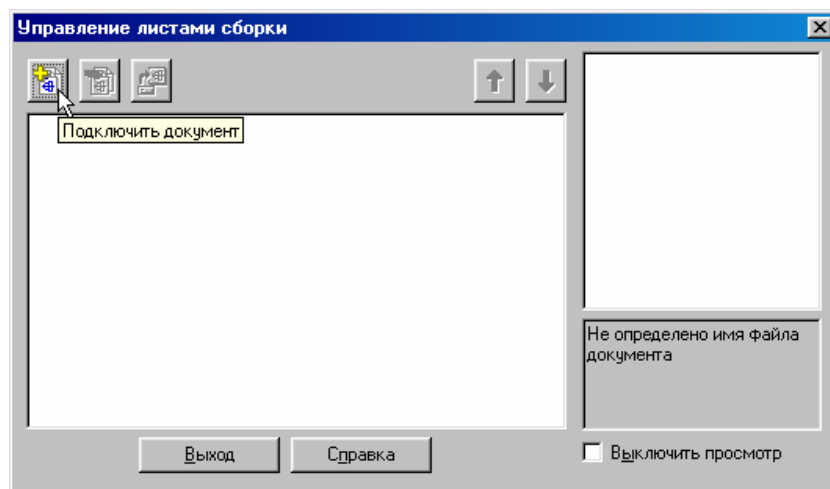 Управление листами сборки
Подключить документ
Не определено имя файла
документа
Выход
Справка
Выключить просмотр